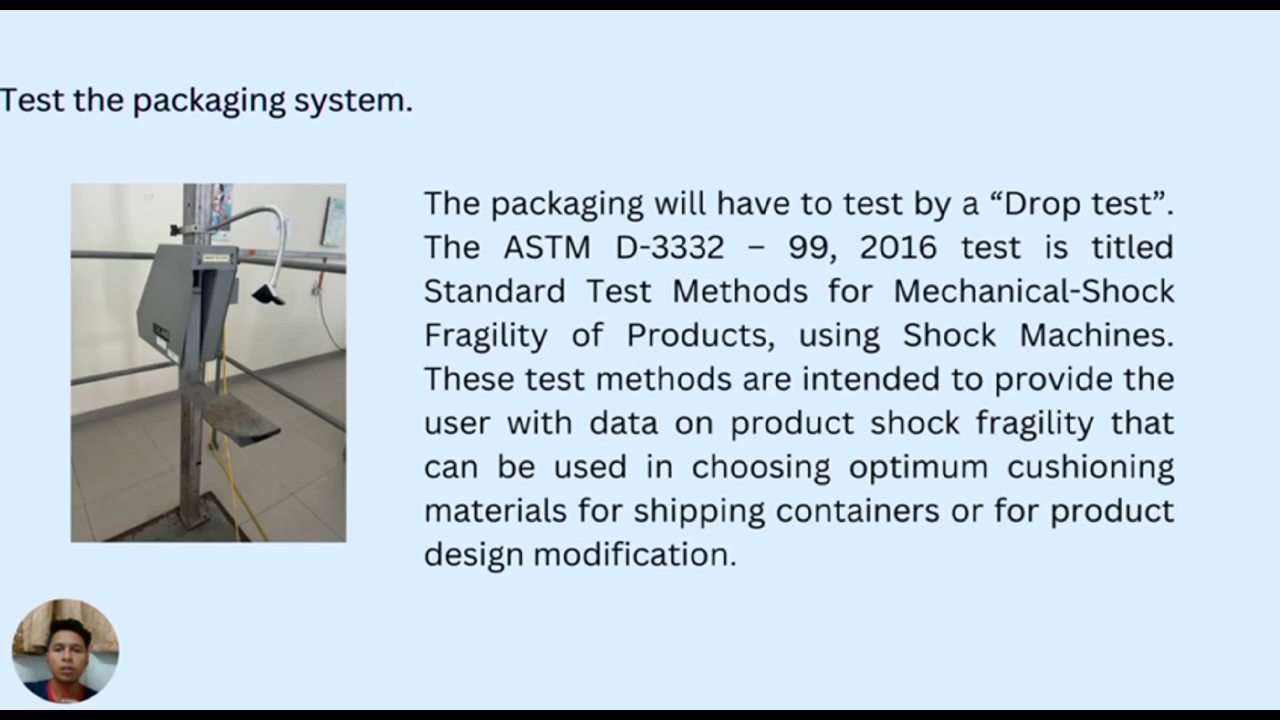 Test the packaging system.
The packaging will have to test by a “Drop test”.
The ASTM D-3332 – 99, 2016 test is titled
Standard Test Methods for Mechanical-Shock
Fragility of Products, using Shock Machines.
These test methods are intended to provide the
user with data on product shock fragility that
can be used in choosing optimum cushioning
materials for shipping containers or for product
design modification.